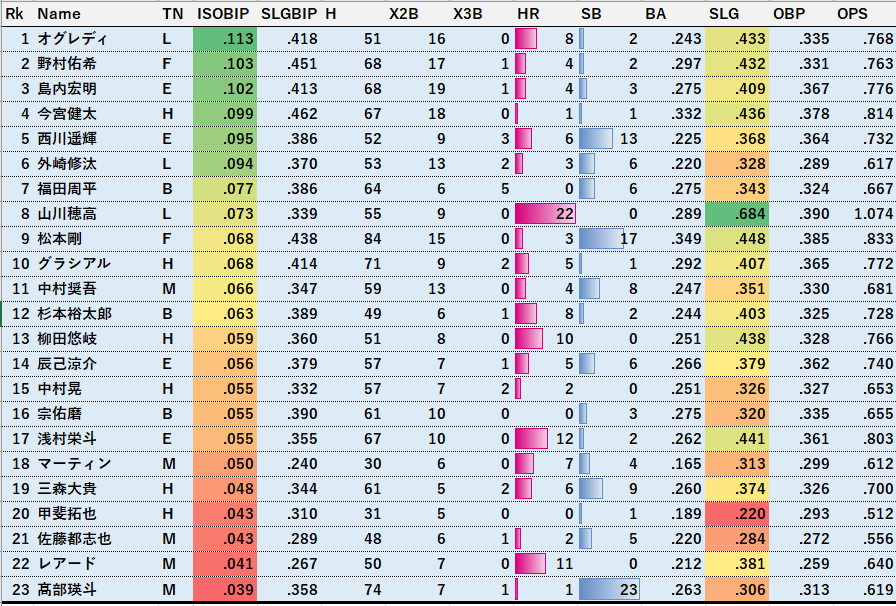 Rk Name TN ISOBIP SLGBIP H X2B X3B HR SB BA SLG OBP OPS
1 オグレディ L .113 .418 51 16 0 8 2 .243 .433 .335 .768
2 野村佑希 F .103 .451 68 17 1 4 2 .297 .432 .331 .763
3 島内宏明 E .102 .413 68 19 1 4 3 .275 .409 .367 .776
4 今宮健太 H .099 .462 67 18 0 1 1 .332 .436 .378 .814
5 西川遥輝 E .095 .386 52 9 3 6 13 .225 .368 .364 .732
6 外崎修汰 L .094 .370 53 13 2 3 6 .220 .328 .289 .617
7 福田周平 B .077 .386 64 6 5 0 6 .275 .343 .324 .667
8 山川穂高 L .073 .339 55 9 0 22 0 .289 .684 .390 1.074
9 松本剛 F .068 .438 84 15 0 3 17 .349 .448 .385 .833
10 グラシアル H .068 .414 71 9 2 5 1 .292 .407 .365 .772
11 中村奨吾 M .066 .347 59 13 0 4 8 .247 .351 .330 .681
12 杉本裕太郎 B .063 .389 49 6 1 8 2 .244 .403 .325 .728
13 柳田悠岐 H .059 .360 51 8 0 10 0 .251 .438 .328 .766
14 辰己涼介 E .056 .379 57 7 1 5 6 .266 .379 .362 .740
15 中村晃 H .055 .332 57 7 2 2 0 .251 .326 .327 .653
16 宗佑磨 B .055 .390 61 10 0 0 3 .275 .320 .335 .655
17 浅村栄斗 E .055 .355 67 10 0 12 2 .262 .441 .361 .803
18 マーティン M .050 .240 30 6 0 7 4 .165 .313 .299 .612
19 三森大貴 H .048 .344 61 5 2 6 9 .260 .374 .326 .700
20 甲斐拓也 H .043 .310 31 5 0 0 1 .189 .220 .293 .512
21 佐藤都志也 M .043 .289 48 6 1 2 5 .220 .284 .272 .556
22 レアード M .041 .267 50 7 0 11 0 .212 .381 .259 .640
23 髙部瑛斗 M .039 .358 74 7 1 1 23 .263 .306 .313 .619